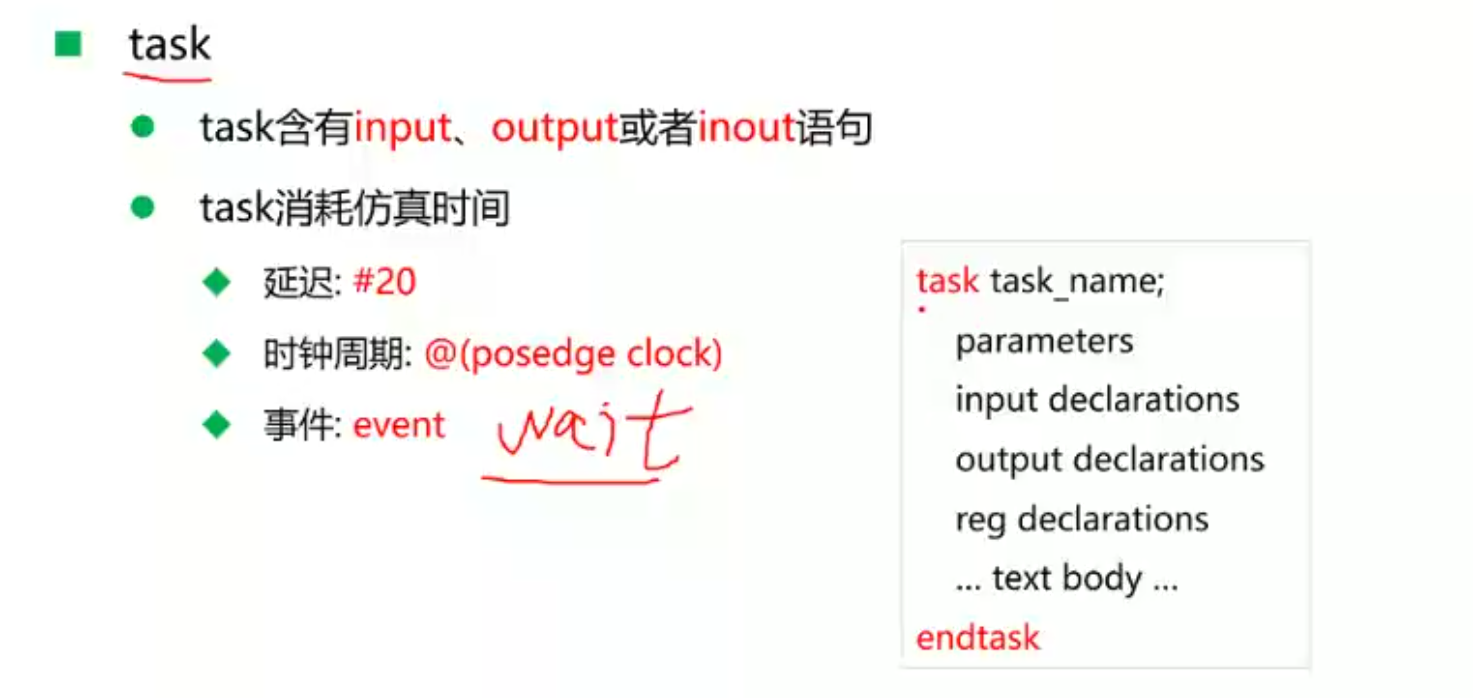 task
task含有input、output或者inout语句
task消耗仿真时间
延迟: #20
时钟周期: @(posedge clock)
事件: event wait
task task_name;
parameters
input declarations
output declarations
reg declarations
... text body ...
endtask